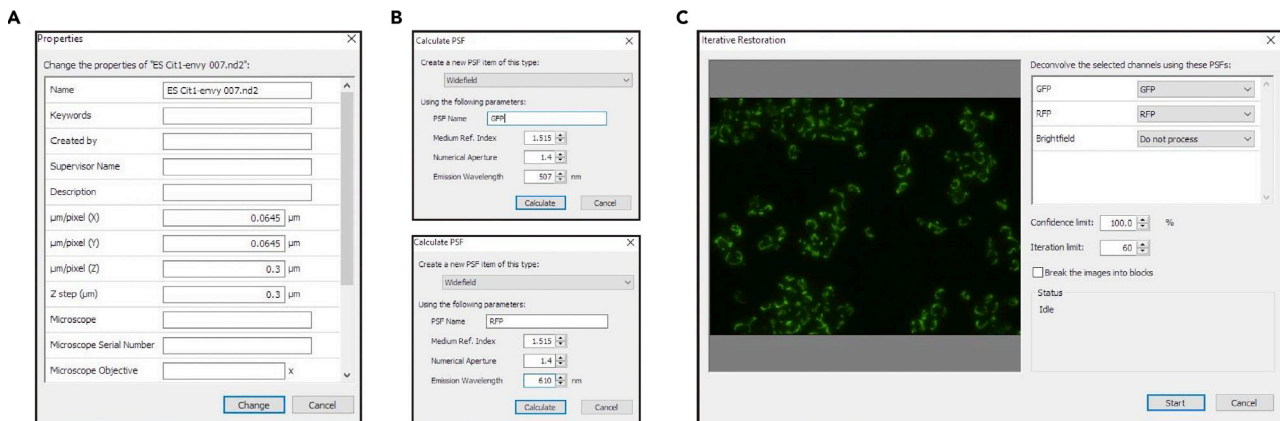 A
Properties
Change the properties of "ES Cit1-envy 007.nd2":
Name ES Cit1-envy 007.nd2
Keywords
Created by
Supervisor Name
Description
µm/pixel (X) 0.0645 µm
µm/pixel (Y) 0.0645 µm
µm/pixel (Z) 0.3 µm
Z step (µm) 0.3 µm
Microscope
Microscope Serial Number
Microscope Objective x
Change Cancel
B
Calculate PSF
Create a new PSF item of this type:
Widefield
Using the following parameters:
PSF Name GFP
Medium Ref. Index 1.515
Numerical Aperture 1.4
Emission Wavelength 507 nm
Calculate Cancel
Calculate PSF
Create a new PSF item of this type:
Widefield
Using the following parameters:
PSF Name RFP
Medium Ref. Index 1.515
Numerical Aperture 1.4
Emission Wavelength 610 nm
Calculate Cancel
C
Iterative Restoration
Deconvolve the selected channels using these PSFs:
GFP GFP
RFP RFP
Brightfield Do not process
Confidence limit: 100.0 %
Iteration limit: 60
Break the images into blocks
Status
Idle
Start Cancel